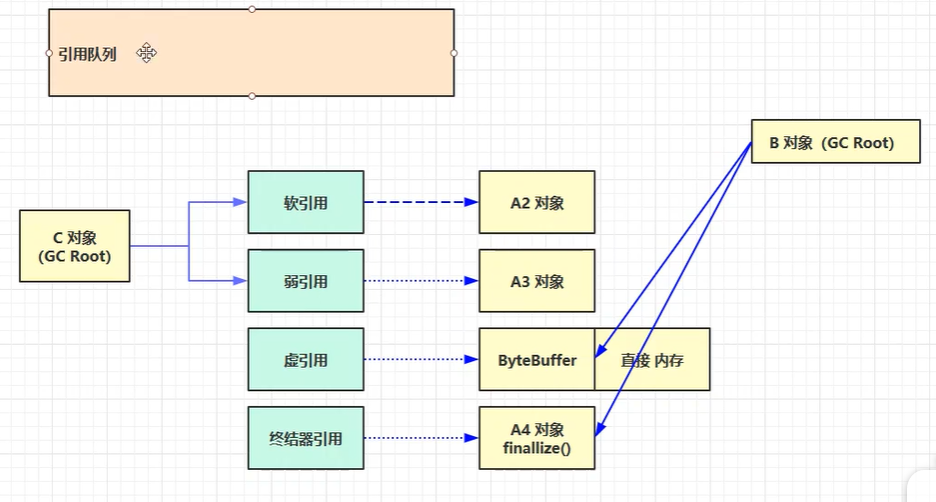 引用队列
B 对象（GC Root）
软引用
A2 对象
C 对象
（GC Root）
弱引用
A3 对象
虚引用
ByteBuffer
直接 内存
终结器引用
A4 对象
finallize()